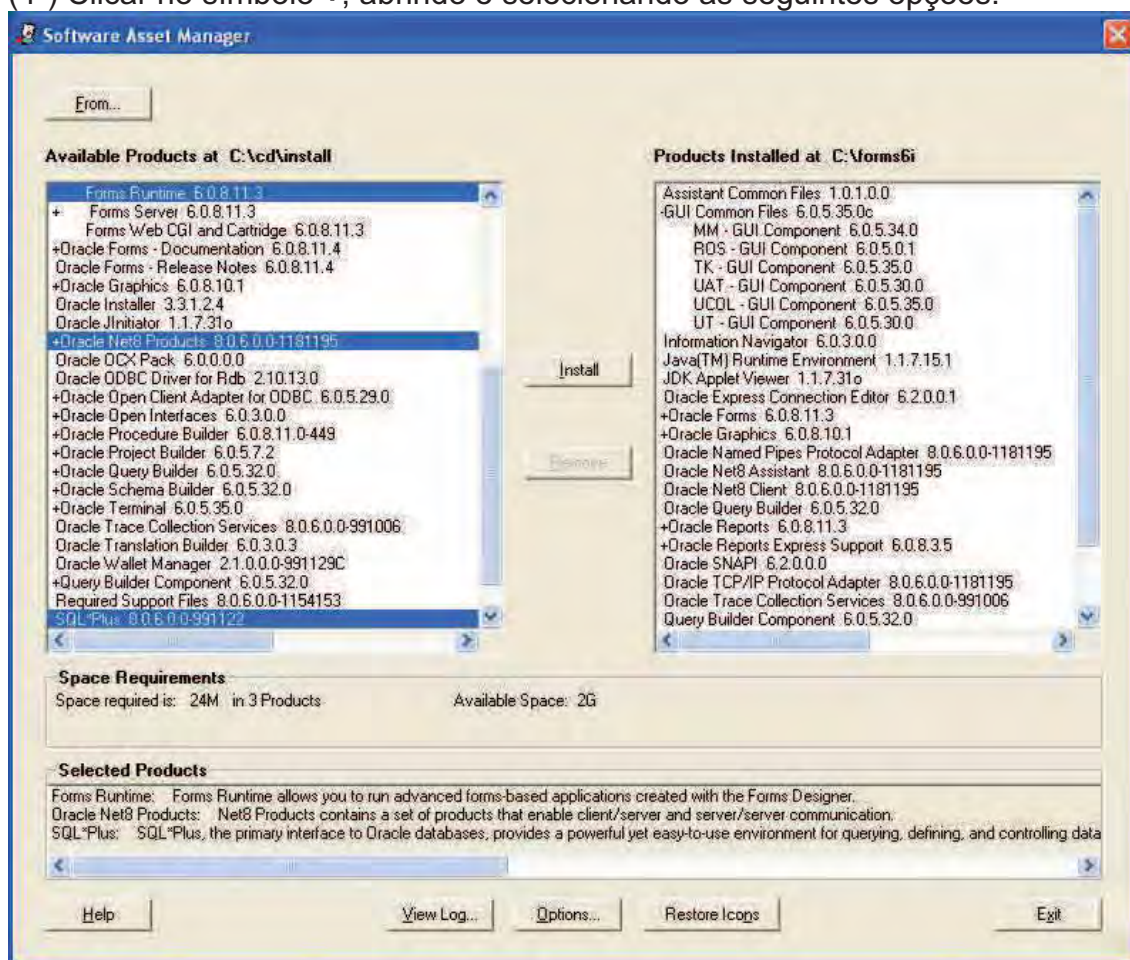 (1ª) Clicar no símbolo +, abrindo e selecionando as seguintes opções:
Software Asset Manager
From...
Available Products at C:\cd\install
Forms Runtime 6.0.8.11.3
+ Forms Server 6.0.8.11.3
Forms Web CGI and Cartridge 6.0.8.11.3
+Oracle Forms - Documentation 6.0.8.11.4
Oracle Forms - Release Notes 6.0.8.11.4
+Oracle Graphics 6.0.8.10.1
Oracle Installer 3.3.1.2.4
Oracle JInitiator 1.1.7.31o
+Oracle Net8 Products 8.0.6.0.0-1181195
Oracle OCX Pack 6.0.0.0.0
Oracle ODBC Driver for Rdb 2.10.13.0
+Oracle Open Client Adapter for ODBC 6.0.5.29.0
+Oracle Open Interfaces 6.0.3.0.0
+Oracle Procedure Builder 6.0.8.11.0-449
+Oracle Project Builder 6.0.5.7.2
+Oracle Query Builder 6.0.5.32.0
+Oracle Schema Builder 6.0.5.32.0
+Oracle Terminal 6.0.5.35.0
Oracle Trace Collection Services 8.0.6.0.0-991006
Oracle Translation Builder 6.0.3.0.3
Oracle Wallet Manager 2.1.0.0.0-991129C
+Query Builder Component 6.0.5.32.0
Required Support Files 8.0.6.0.0-1154153
SQL*Plus 8.0.6.0.0-991122
Install
Remove
Products Installed at C:\forms6i
Assistant Common Files 1.0.1.0.0
-GUI Common Files 6.0.5.35.0c
MM - GUI Component 6.0.5.34.0
ROS - GUI Component 6.0.5.0.1
TK - GUI Component 6.0.5.35.0
UAT - GUI Component 6.0.5.30.0
UCOL - GUI Component 6.0.5.35.0
UT - GUI Component 6.0.5.30.0
Information Navigator 6.0.3.0.0
Java(TM) Runtime Environment 1.1.7.15.1
JDK Applet Viewer 1.1.7.31o
Oracle Express Connection Editor 6.2.0.0.1
+Oracle Forms 6.0.8.11.3
+Oracle Graphics 6.0.8.10.1
Oracle Named Pipes Protocol Adapter 8.0.6.0.0-1181195
Oracle Net8 Assistant 8.0.6.0.0-1181195
Oracle Net8 Client 8.0.6.0.0-1181195
Oracle Query Builder 6.0.5.32.0
+Oracle Reports 6.0.8.11.3
+Oracle Reports Express Support 6.0.8.3.5
Oracle SNAPI 6.2.0.0.0
Oracle TCP/IP Protocol Adapter 8.0.6.0.0-1181195
Oracle Trace Collection Services 8.0.6.0.0-991006
Query Builder Component 6.0.5.32.0
Space Requirements
Space required is: 24M in 3 Products Available Space: 2G
Selected Products
Forms Runtime: Forms Runtime allows you to run advanced forms-based applications created with the Forms Designer.
Oracle Net8 Products: Net8 Products contains a set of products that enable client/server and server/server communication.
SQL*Plus: SQL*Plus, the primary interface to Oracle databases, provides a powerful yet easy-to-use environment for querying, defining, and controlling data
Help View Log... Options... Restore Icons Exit